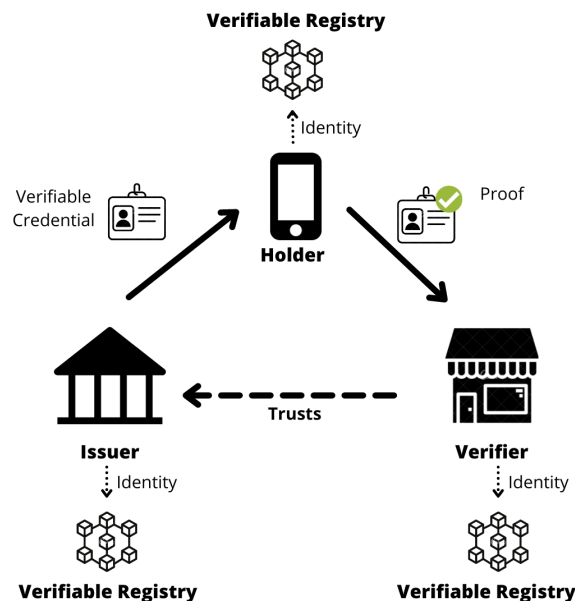 Verifiable Registry
Identity
Verifiable
Credential
Proof
Holder
Trusts
Issuer
Verifier
Identity
Identity
Verifiable Registry
Verifiable Registry